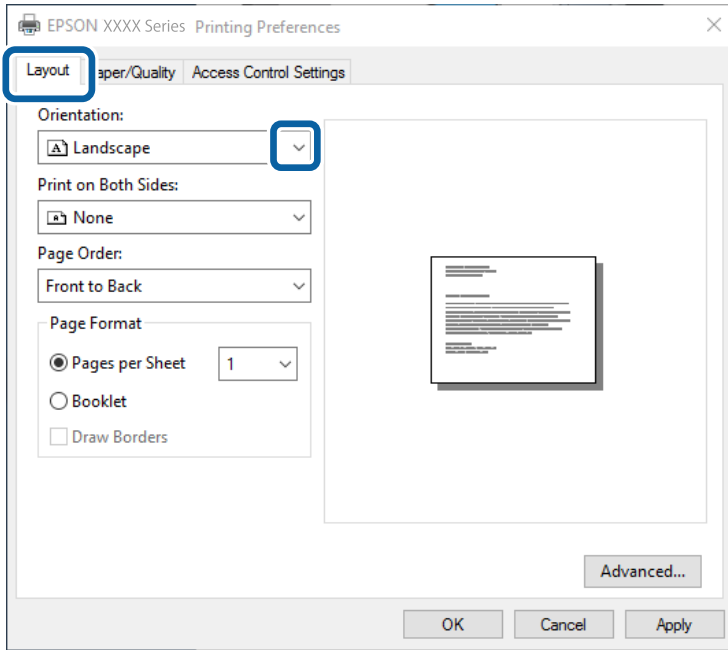 EPSON XXXX Series Printing Preferences
Layout aper/Quality Access Control Settings
Orientation:
A Landscape
Print on Both Sides:
None
Page Order:
Front to Back
Page Format
Pages per Sheet 1
Booklet
Draw Borders
Advanced...
OK Cancel Apply